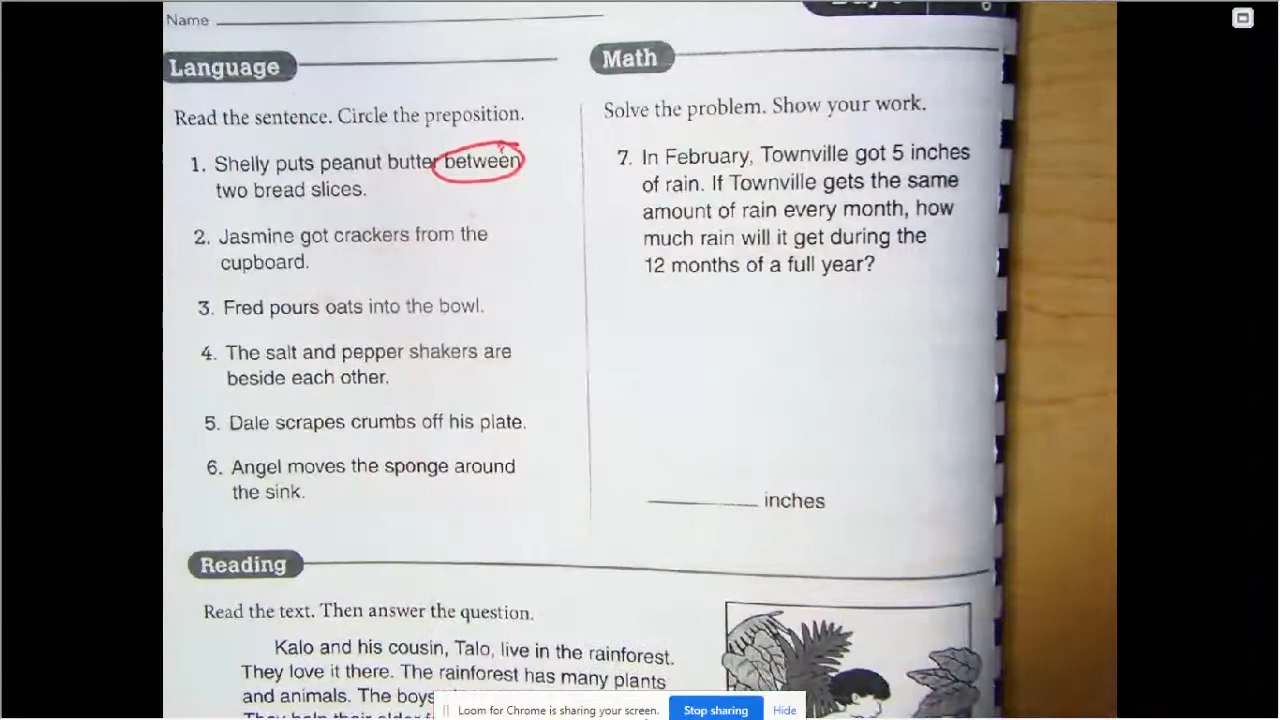 Name
Language
Read the sentence. Circle the preposition.
1. Shelly puts peanut butter between
two bread slices.
2. Jasmine got crackers from the
cupboard.
3. Fred pours oats into the bowl.
4. The salt and pepper shakers are
beside each other.
5. Dale scrapes crumbs off his plate.
6. Angel moves the sponge around
the sink.
Math
Solve the problem. Show your work.
7. In February, Townville got 5 inches
of rain. If Townville gets the same
amount of rain every month, how
much rain will it get during the
12 months of a full year?
inches
Reading
Read the text. Then answer the question.
Kalo and his cousin, Talo, live in the rainforest.
They love it there. The rainforest has many plants
and animals. The boys
They help their older
Loom for Chrome is sharing your screen. Stop sharing Hide